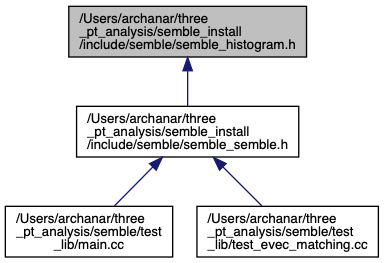 /Users/archanar/three
_pt_analysis/semble_install
/include/semble/semble_histogram.h
/Users/archanar/three
_pt_analysis/semble_install
/include/semble/semble_semble.h
/Users/archanar/three
_pt_analysis/semble/test
_lib/main.cc
/Users/archanar/three
_pt_analysis/semble/test
_lib/test_evec_matching.cc